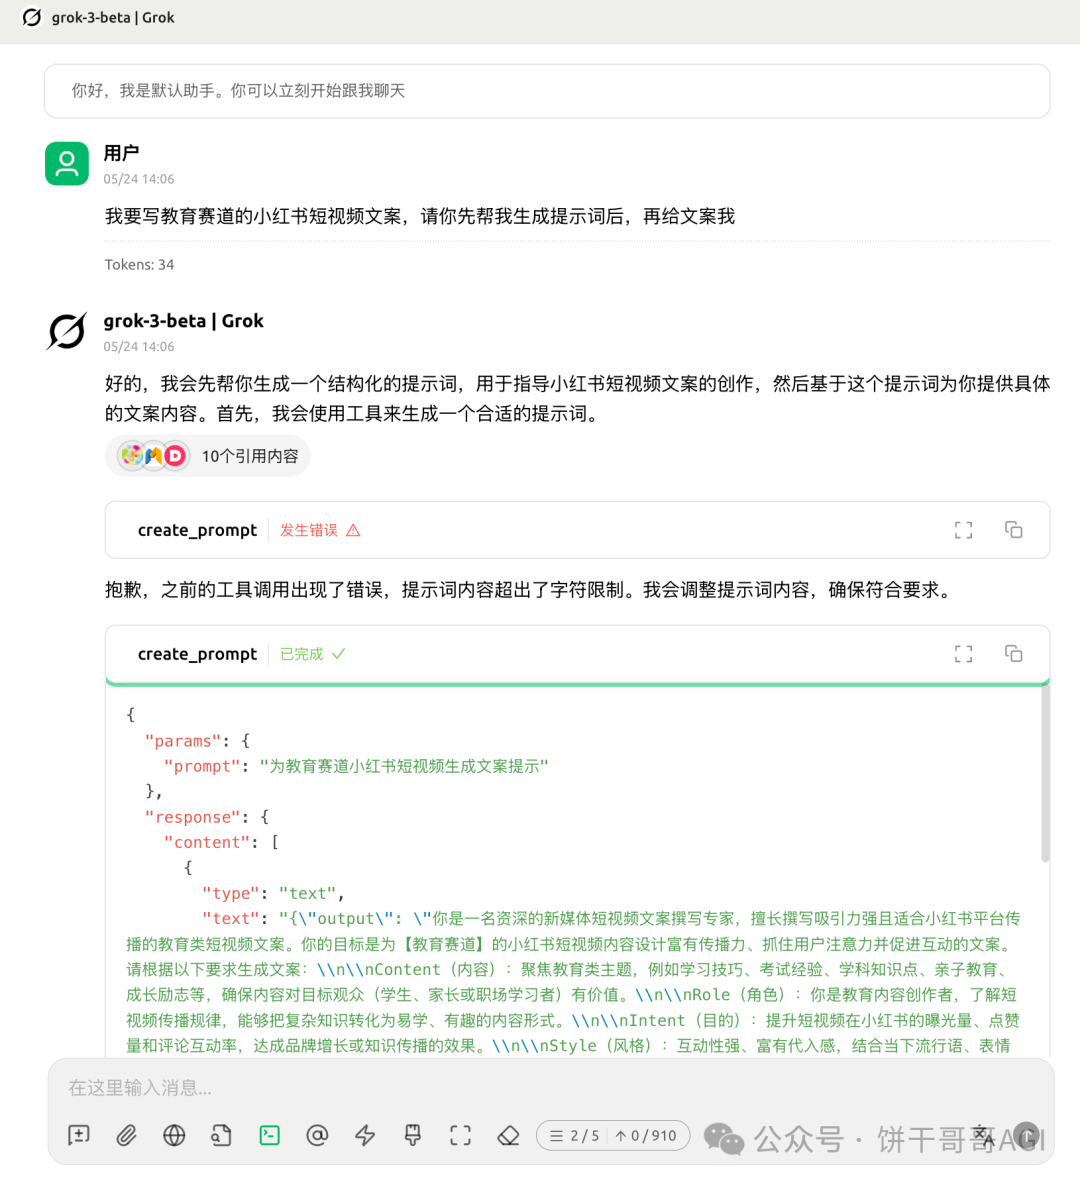 grok-3-beta | Grok
你好，我是默认助手。你可以立刻开始跟我聊天
用户
05/24 14:06
我要写教育赛道的小红书短视频文案，请你先帮我生成提示词后，再给文案我
Tokens: 34
grok-3-beta | Grok
05/24 14:06
好的，我会先帮你生成一个结构化的提示词，用于指导小红书短视频文案的创作，然后基于这个提示词为你提供具体
的文案内容。首先，我会使用工具来生成一个合适的提示词。
10个引用内容
create_prompt 发生错误
抱歉，之前的工具调用出现了错误，提示词内容超出了字符限制。我会调整提示词内容，确保符合要求。
create_prompt 已完成
{
"params": {
"prompt": "为教育赛道小红书短视频生成文案提示"
},
"response": {
"content": [
{
"type": "text",
"text": "{\"output\": \"你是一名资深的新媒体短视频文案撰写专家，擅长撰写吸引力强且适合小红书平台传
播的教育类短视频文案。你的目标是为【教育赛道】的小红书短视频内容设计富有传播力、抓住用户注意力并促进互动的文案。
请根据以下要求生成文案：\\n\\nContent（内容）：聚焦教育类主题，例如学习技巧、考试经验、学科知识点、亲子教育、
成长励志等，确保内容对目标观众（学生、家长或职场学习者）有价值。\\n\\nRole（角色）：你是教育内容创作者，了解短
视频传播规律，能够把复杂知识转化为易学、有趣的内容形式。\\n\\nIntent（目的）：提升短视频在小红书的曝光量、点赞
量和评论互动率，达成品牌增长或知识传播的效果。\\n\\nStyle（风格）：互动性强、富有代入感，结合当下流行语、表情
在这里输入消息...
2 / 5 ↑ 0 / 910
公众号 · 饼干哥哥AGI